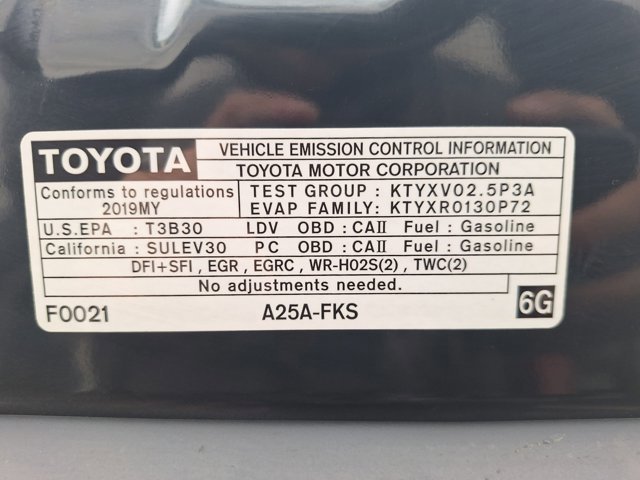 TOYOTA
VEHICLE EMISSION CONTROL INFORMATION
TOYOTA MOTOR CORPORATION
Conforms to regulations
2019MY
TEST GROUP : KTYXV02.5P3A
EVAP FAMILY: KTYXR0130P72
U.S.EPA : T3B30 LDV OBD : CAII Fuel : Gasoline
California : SULEV30 PC OBD : CAII Fuel : Gasoline
DFI+SFI , EGR, EGRC, WR-HO2S(2) , TWC(2)
No adjustments needed.
F0021 A25A-FKS 6G